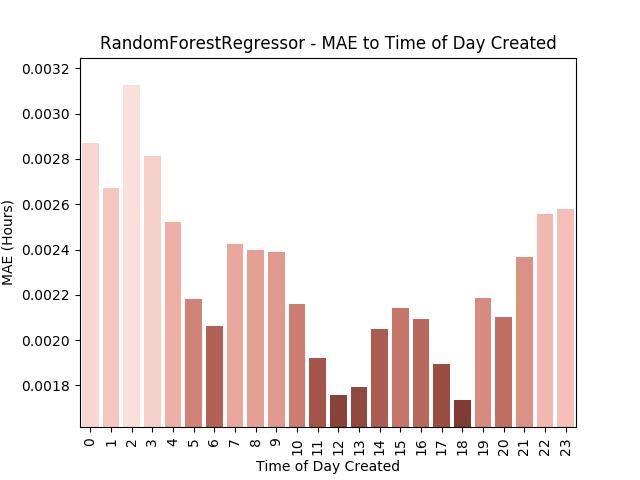 RandomForestRegressor - MAE to Time of Day Created
0.0032
0.0030
0.0028
0.0026
0.0024
0.0022
0.0020
0.0018
MAE (Hours)
0 1 2 3 4 5 6 7 8 9 10 11 12 13 14 15 16 17 18 19 20 21 22 23
Time of Day Created